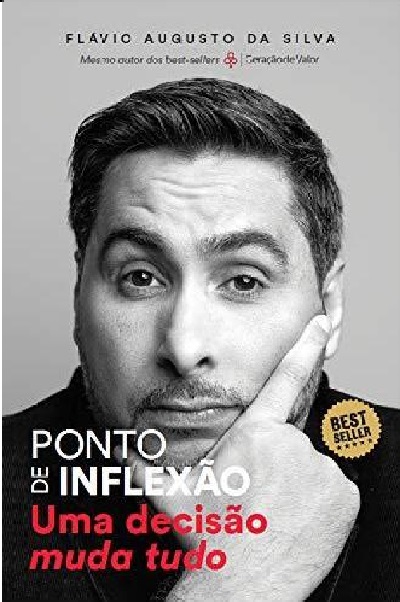 FLÁVIO AUGUSTO DA SILVA
Mesmo autor dos best-sellers | Geração de Valor
PONTO
DE INFLEXÃO
Uma decisão
muda tudo
BEST
SELLER